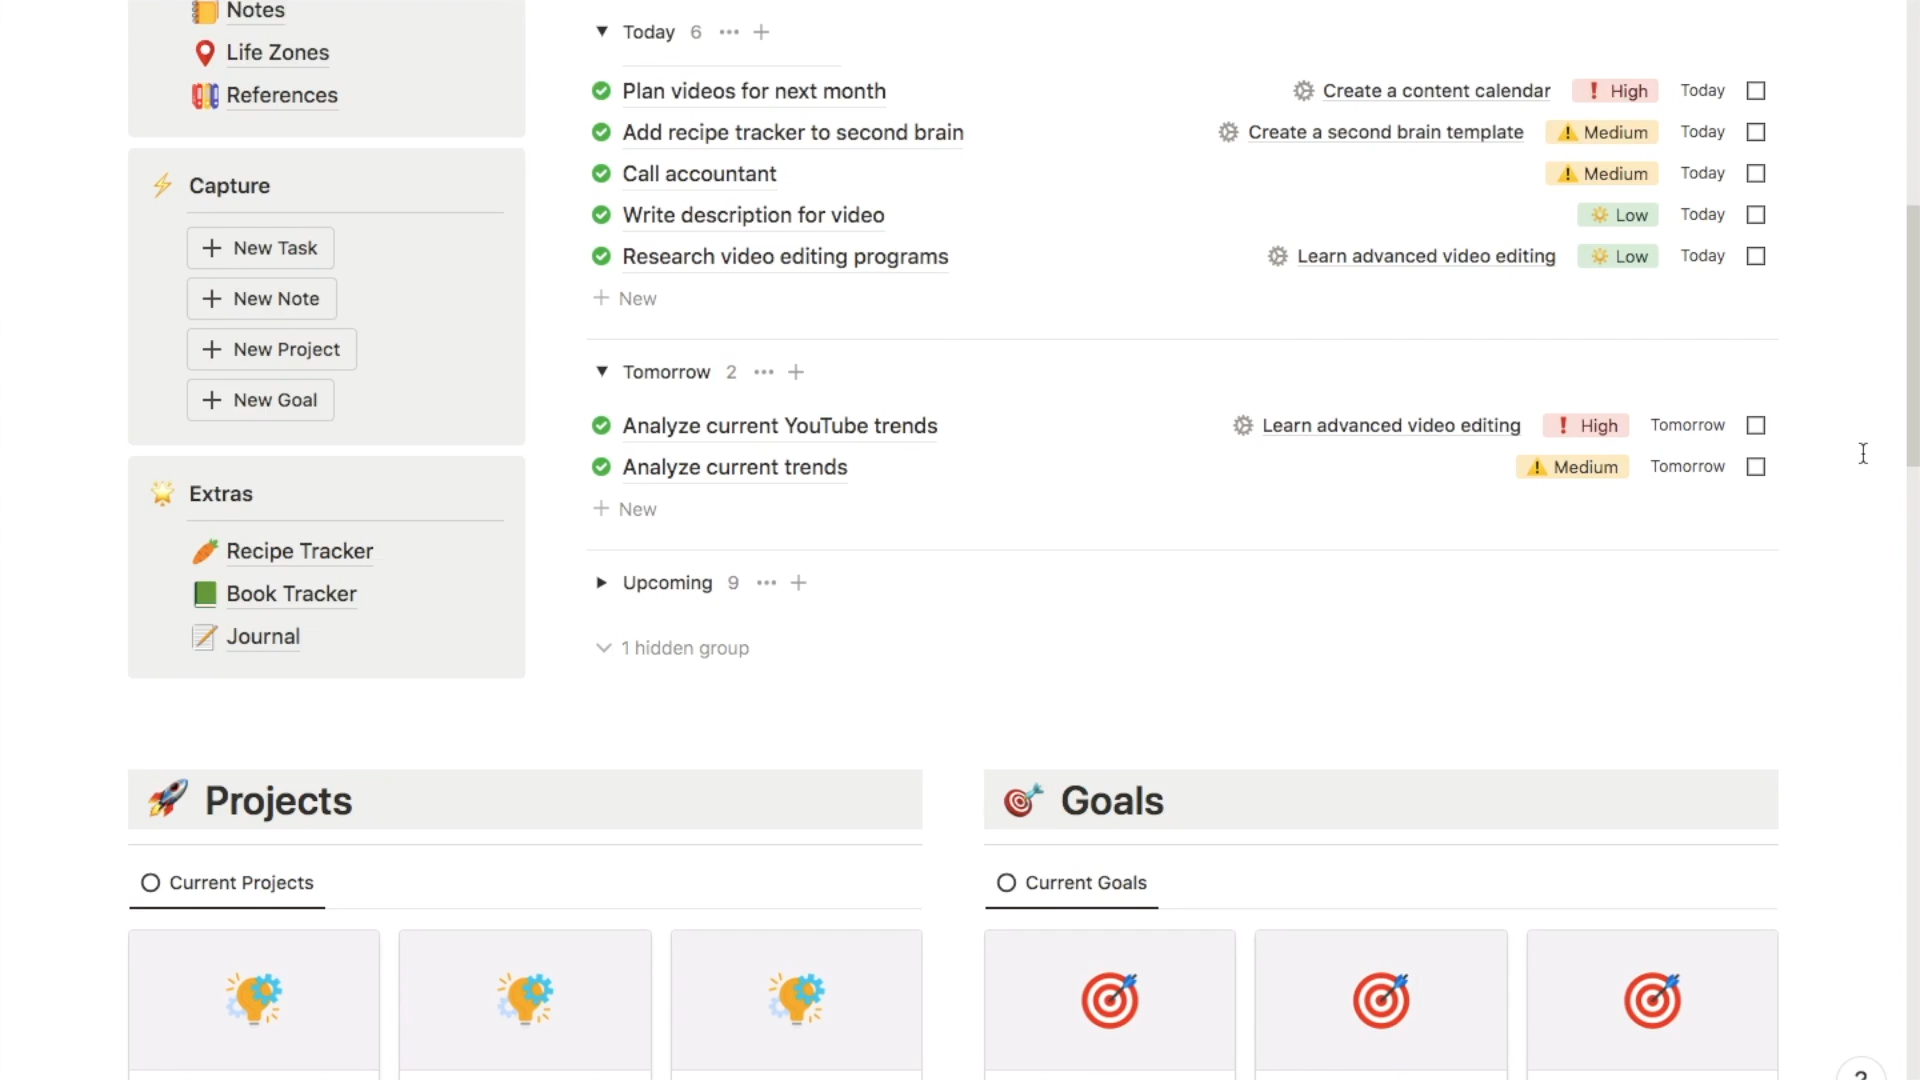 Notes
Life Zones
References
Capture
New Task
New Note
New Project
New Goal
Extras
Recipe Tracker
Book Tracker
Journal
Today 6
Plan videos for next month Create a content calendar High Today
Add recipe tracker to second brain Create a second brain template Medium Today
Call accountant Medium Today
Write description for video Low Today
Research video editing programs Learn advanced video editing Low Today
New
Tomorrow 2
Analyze current YouTube trends Learn advanced video editing High Tomorrow
Analyze current trends Medium Tomorrow
New
Upcoming 9
1 hidden group
Projects
Current Projects
Goals
Current Goals
?